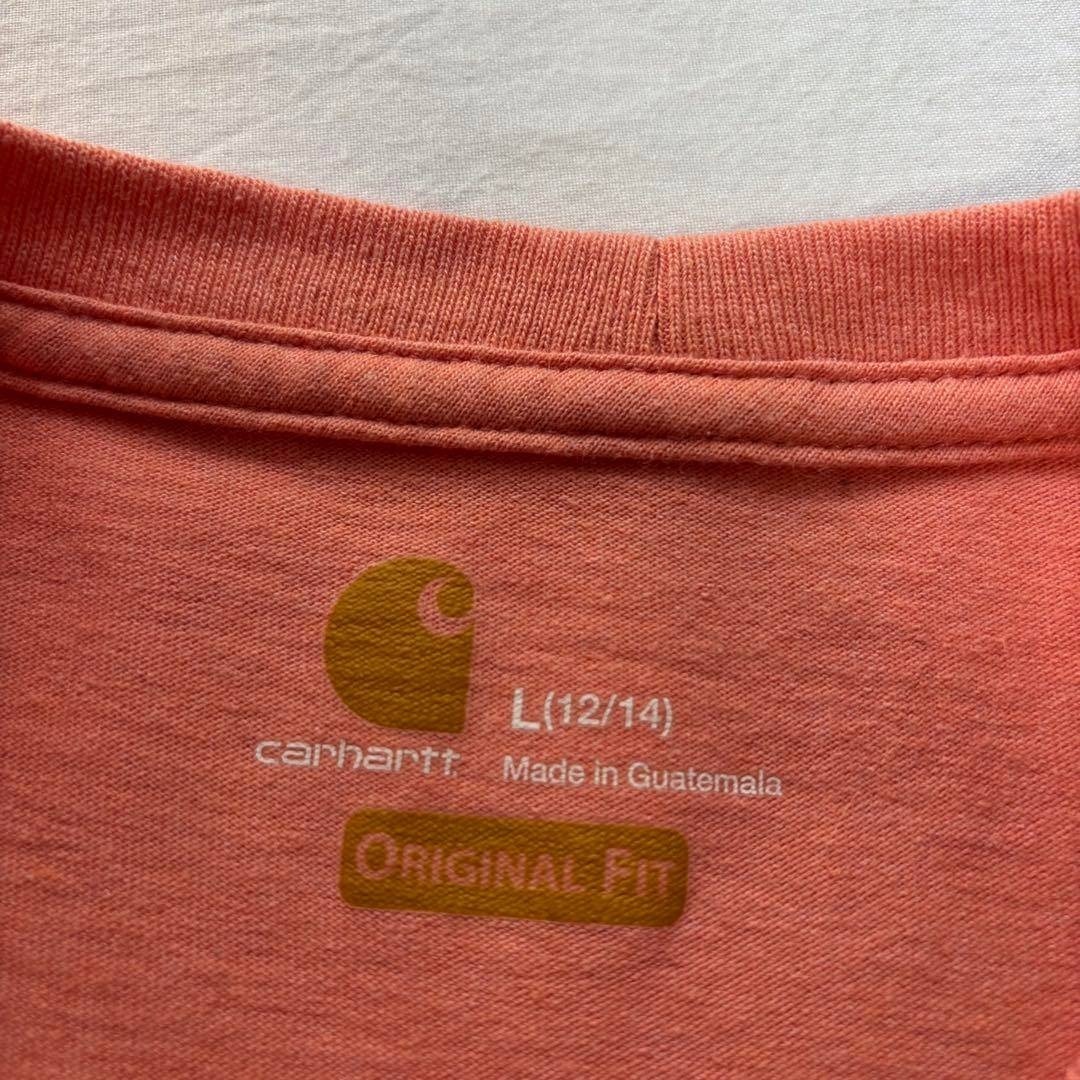 L(12/14)
carhartt
Made in Guatemala
ORIGINAL FIT